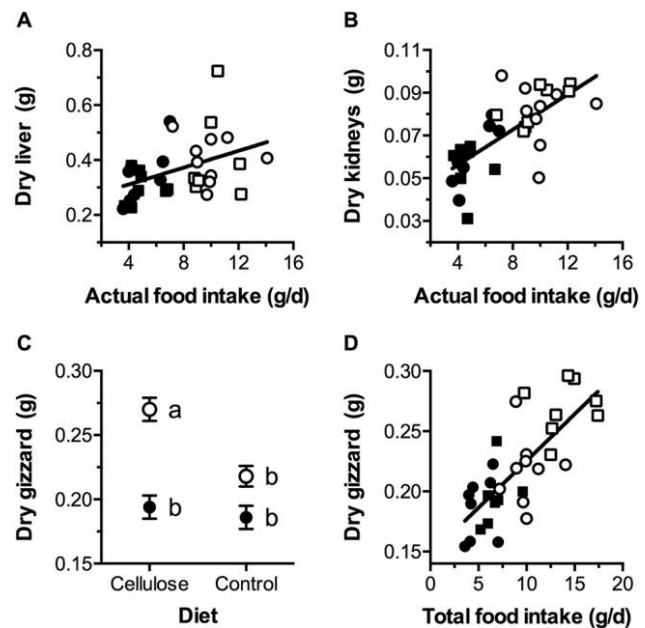 A
0.8
0.6
0.4
0.2
Dry liver (g)
4 8 12 16
Actual food intake (g/d)
B
0.11
0.09
0.07
0.05
0.03
Dry kidneys (g)
0 4 8 12 16
Actual food intake (g/d)
C
0.30
0.25
0.20
0.15
Dry gizzard (g)
a
b
b
b
Cellulose Control
Diet
D
0.30
0.25
0.20
0.15
Dry gizzard (g)
0 5 10 15 20
Total food intake (g/d)